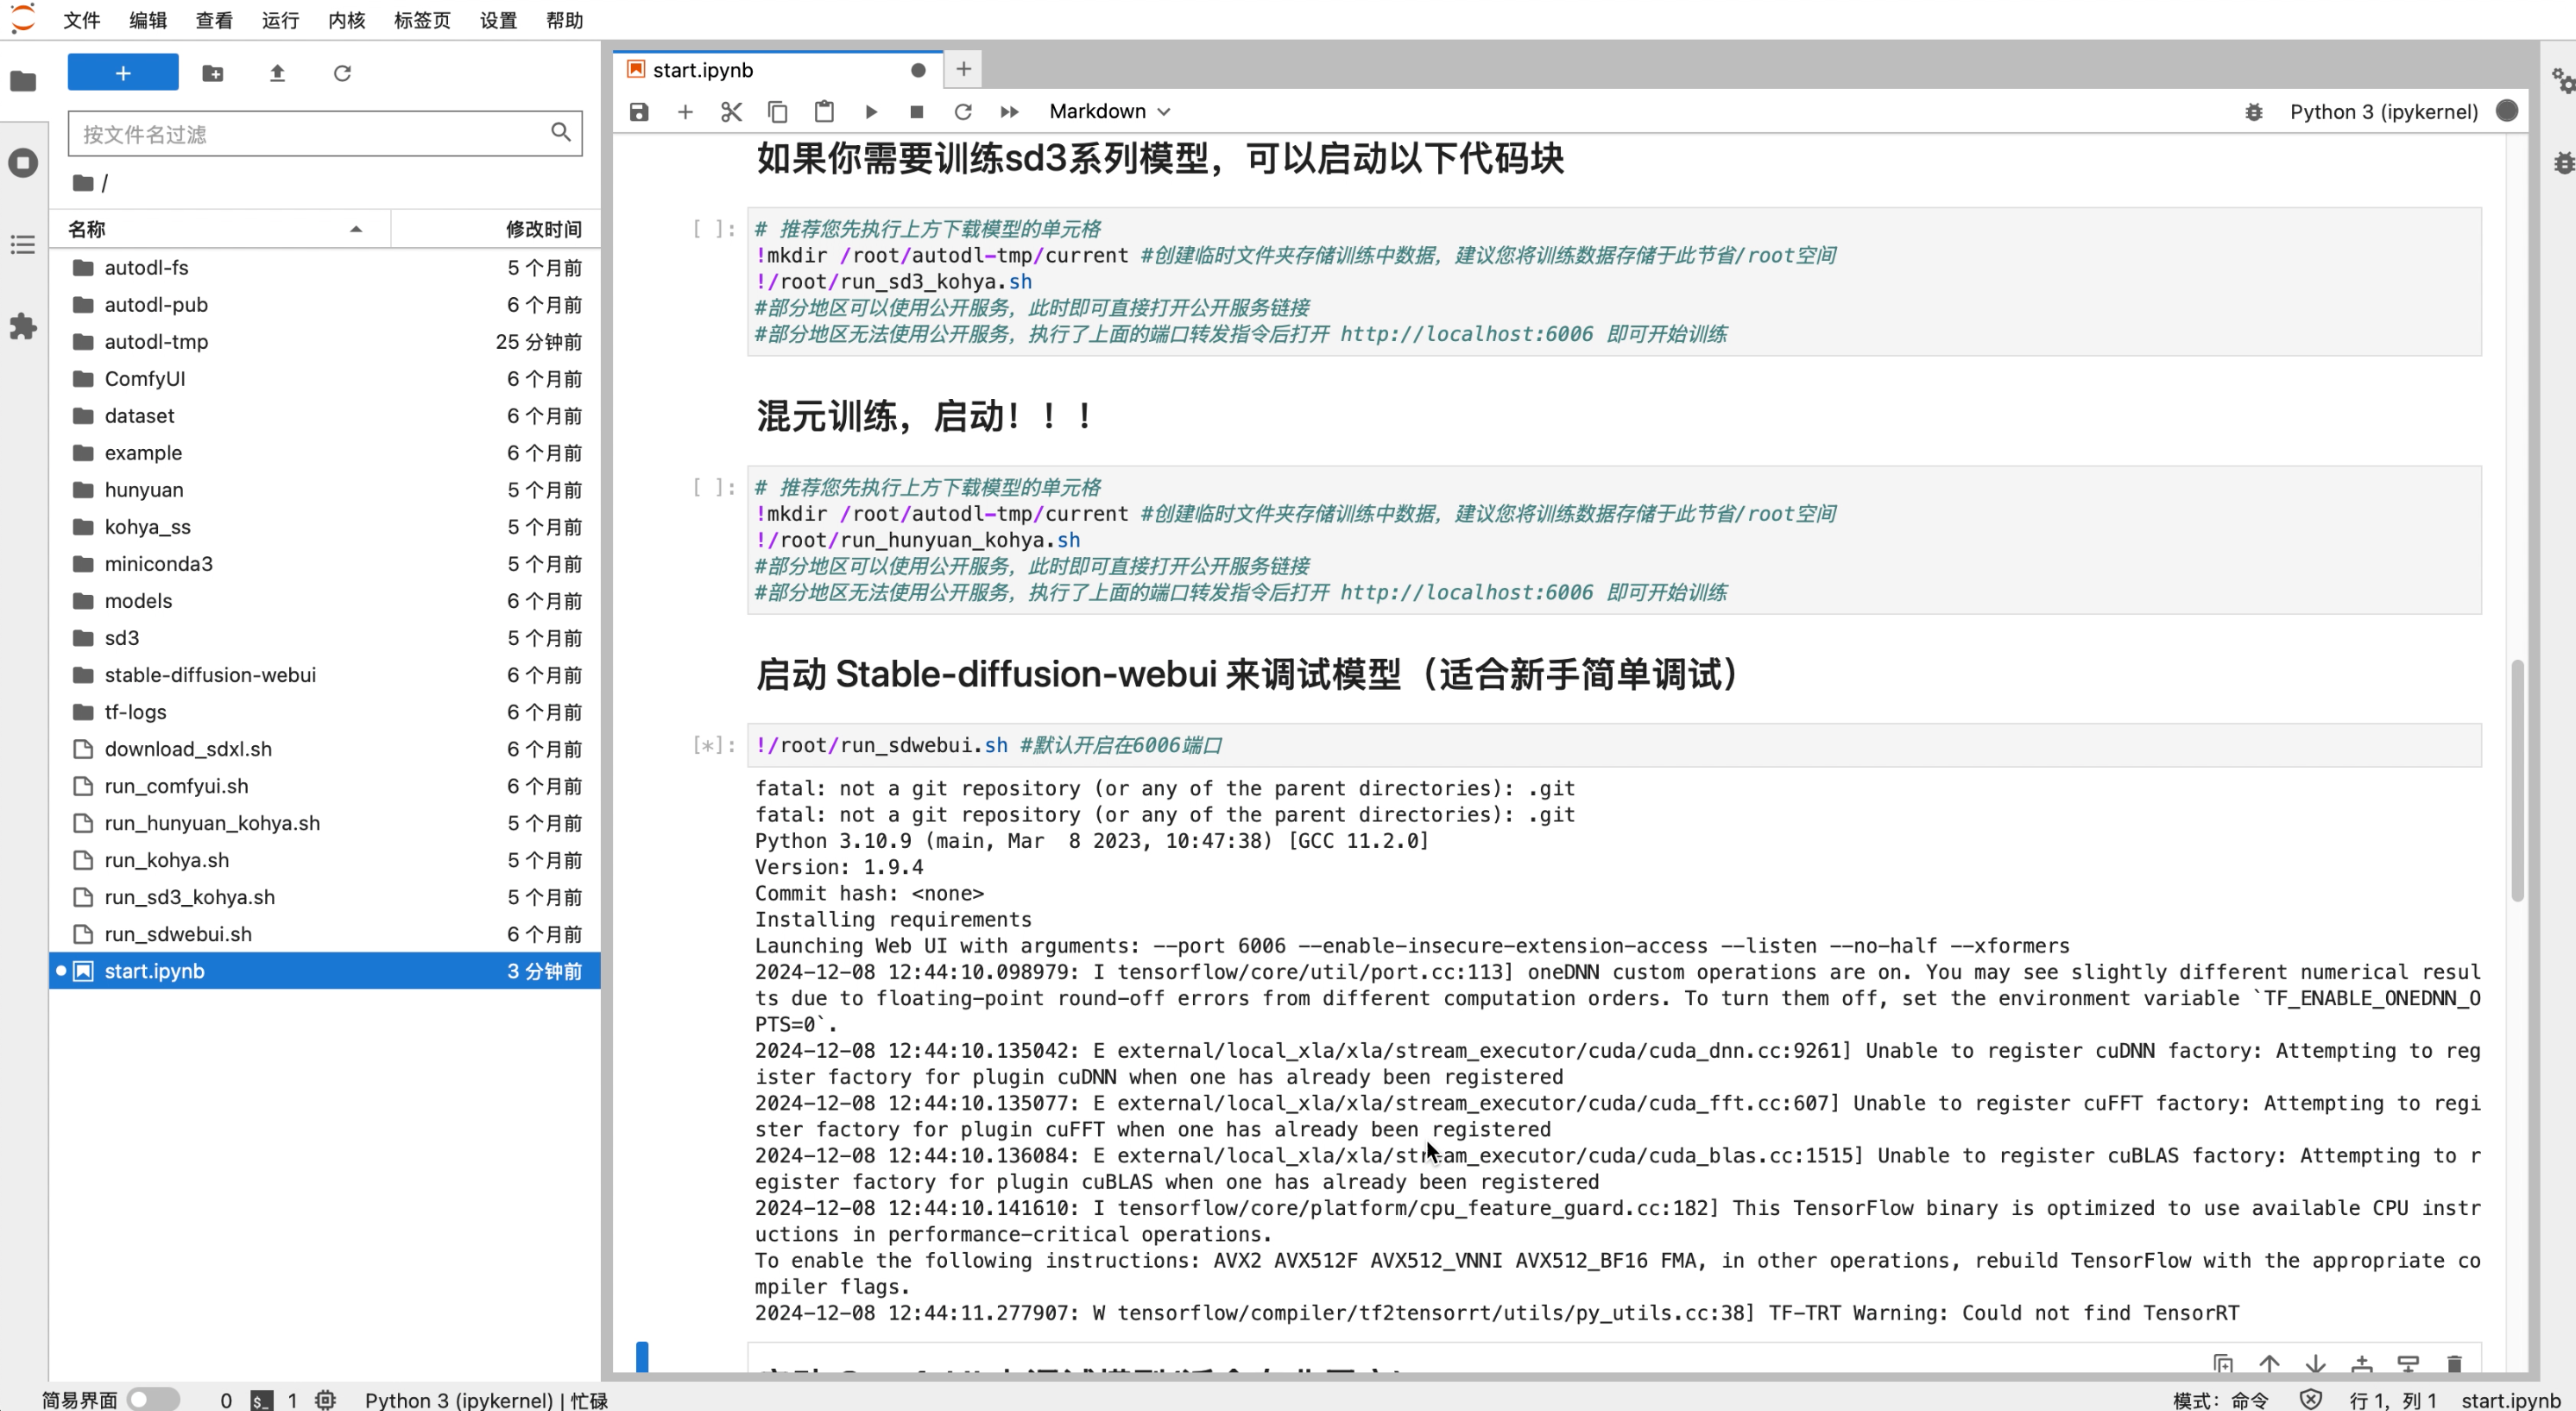 文件 编辑 查看 运行 内核 标签页 设置 帮助
按文件名过滤
/
名称 修改时间
autodl-fs 5 个月前
autodl-pub 6 个月前
autodl-tmp 25 分钟前
ComfyUI 6 个月前
dataset 6 个月前
example 6 个月前
hunyuan 5 个月前
kohya_ss 5 个月前
miniconda3 5 个月前
models 6 个月前
sd3 5 个月前
stable-diffusion-webui 6 个月前
tf-logs 6 个月前
download_sdxl.sh 6 个月前
run_comfyui.sh 6 个月前
run_hunyuan_kohya.sh 5 个月前
run_kohya.sh 5 个月前
run_sd3_kohya.sh 5 个月前
run_sdwebui.sh 6 个月前
start.ipynb 3 分钟前
start.ipynb
Markdown Python 3 (ipykernel)
如果你需要训练sd3系列模型，可以启动以下代码块
[ ]: # 推荐您先执行上方下载模型的单元格
!mkdir /root/autodl-tmp/current #创建临时文件夹存储训练中数据，建议您将训练数据存储于此节省/root空间
!/root/run_sd3_kohya.sh
#部分地区可以使用公开服务，此时即可直接打开公开服务链接
#部分地区无法使用公开服务，执行了上面的端口转发指令后打开 http://localhost:6006 即可开始训练
混元训练，启动！！！
[ ]: # 推荐您先执行上方下载模型的单元格
!mkdir /root/autodl-tmp/current #创建临时文件夹存储训练中数据，建议您将训练数据存储于此节省/root空间
!/root/run_hunyuan_kohya.sh
#部分地区可以使用公开服务，此时即可直接打开公开服务链接
#部分地区无法使用公开服务，执行了上面的端口转发指令后打开 http://localhost:6006 即可开始训练
启动 Stable-diffusion-webui 来调试模型（适合新手简单调试）
[*]: !/root/run_sdwebui.sh #默认开启在6006端口
fatal: not a git repository (or any of the parent directories): .git
fatal: not a git repository (or any of the parent directories): .git
Python 3.10.9 (main, Mar  8 2023, 10:47:38) [GCC 11.2.0]
Version: 1.9.4
Commit hash: <none>
Installing requirements
Launching Web UI with arguments: --port 6006 --enable-insecure-extension-access --listen --no-half --xformers
2024-12-08 12:44:10.098979: I tensorflow/core/util/port.cc:113] oneDNN custom operations are on. You may see slightly different numerical resul
ts due to floating-point round-off errors from different computation orders. To turn them off, set the environment variable `TF_ENABLE_ONEDNN_O
PTS=0`.
2024-12-08 12:44:10.135042: E external/local_xla/xla/stream_executor/cuda/cuda_dnn.cc:9261] Unable to register cuDNN factory: Attempting to reg
ister factory for plugin cuDNN when one has already been registered
2024-12-08 12:44:10.135077: E external/local_xla/xla/stream_executor/cuda/cuda_fft.cc:607] Unable to register cuFFT factory: Attempting to regi
ster factory for plugin cuFFT when one has already been registered
2024-12-08 12:44:10.136084: E external/local_xla/xla/stream_executor/cuda/cuda_blas.cc:1515] Unable to register cuBLAS factory: Attempting to r
egister factory for plugin cuBLAS when one has already been registered
2024-12-08 12:44:10.141610: I tensorflow/core/platform/cpu_feature_guard.cc:182] This TensorFlow binary is optimized to use available CPU instr
uctions in performance-critical operations.
To enable the following instructions: AVX2 AVX512F AVX512_VNNI AVX512_BF16 FMA, in other operations, rebuild TensorFlow with the appropriate co
mpiler flags.
2024-12-08 12:44:11.277907: W tensorflow/compiler/tf2tensorrt/utils/py_utils.cc:38] TF-TRT Warning: Could not find TensorRT
简易界面 0 1 Python 3 (ipykernel) | 忙碌 模式：命令 行 1，列 1 start.ipynb